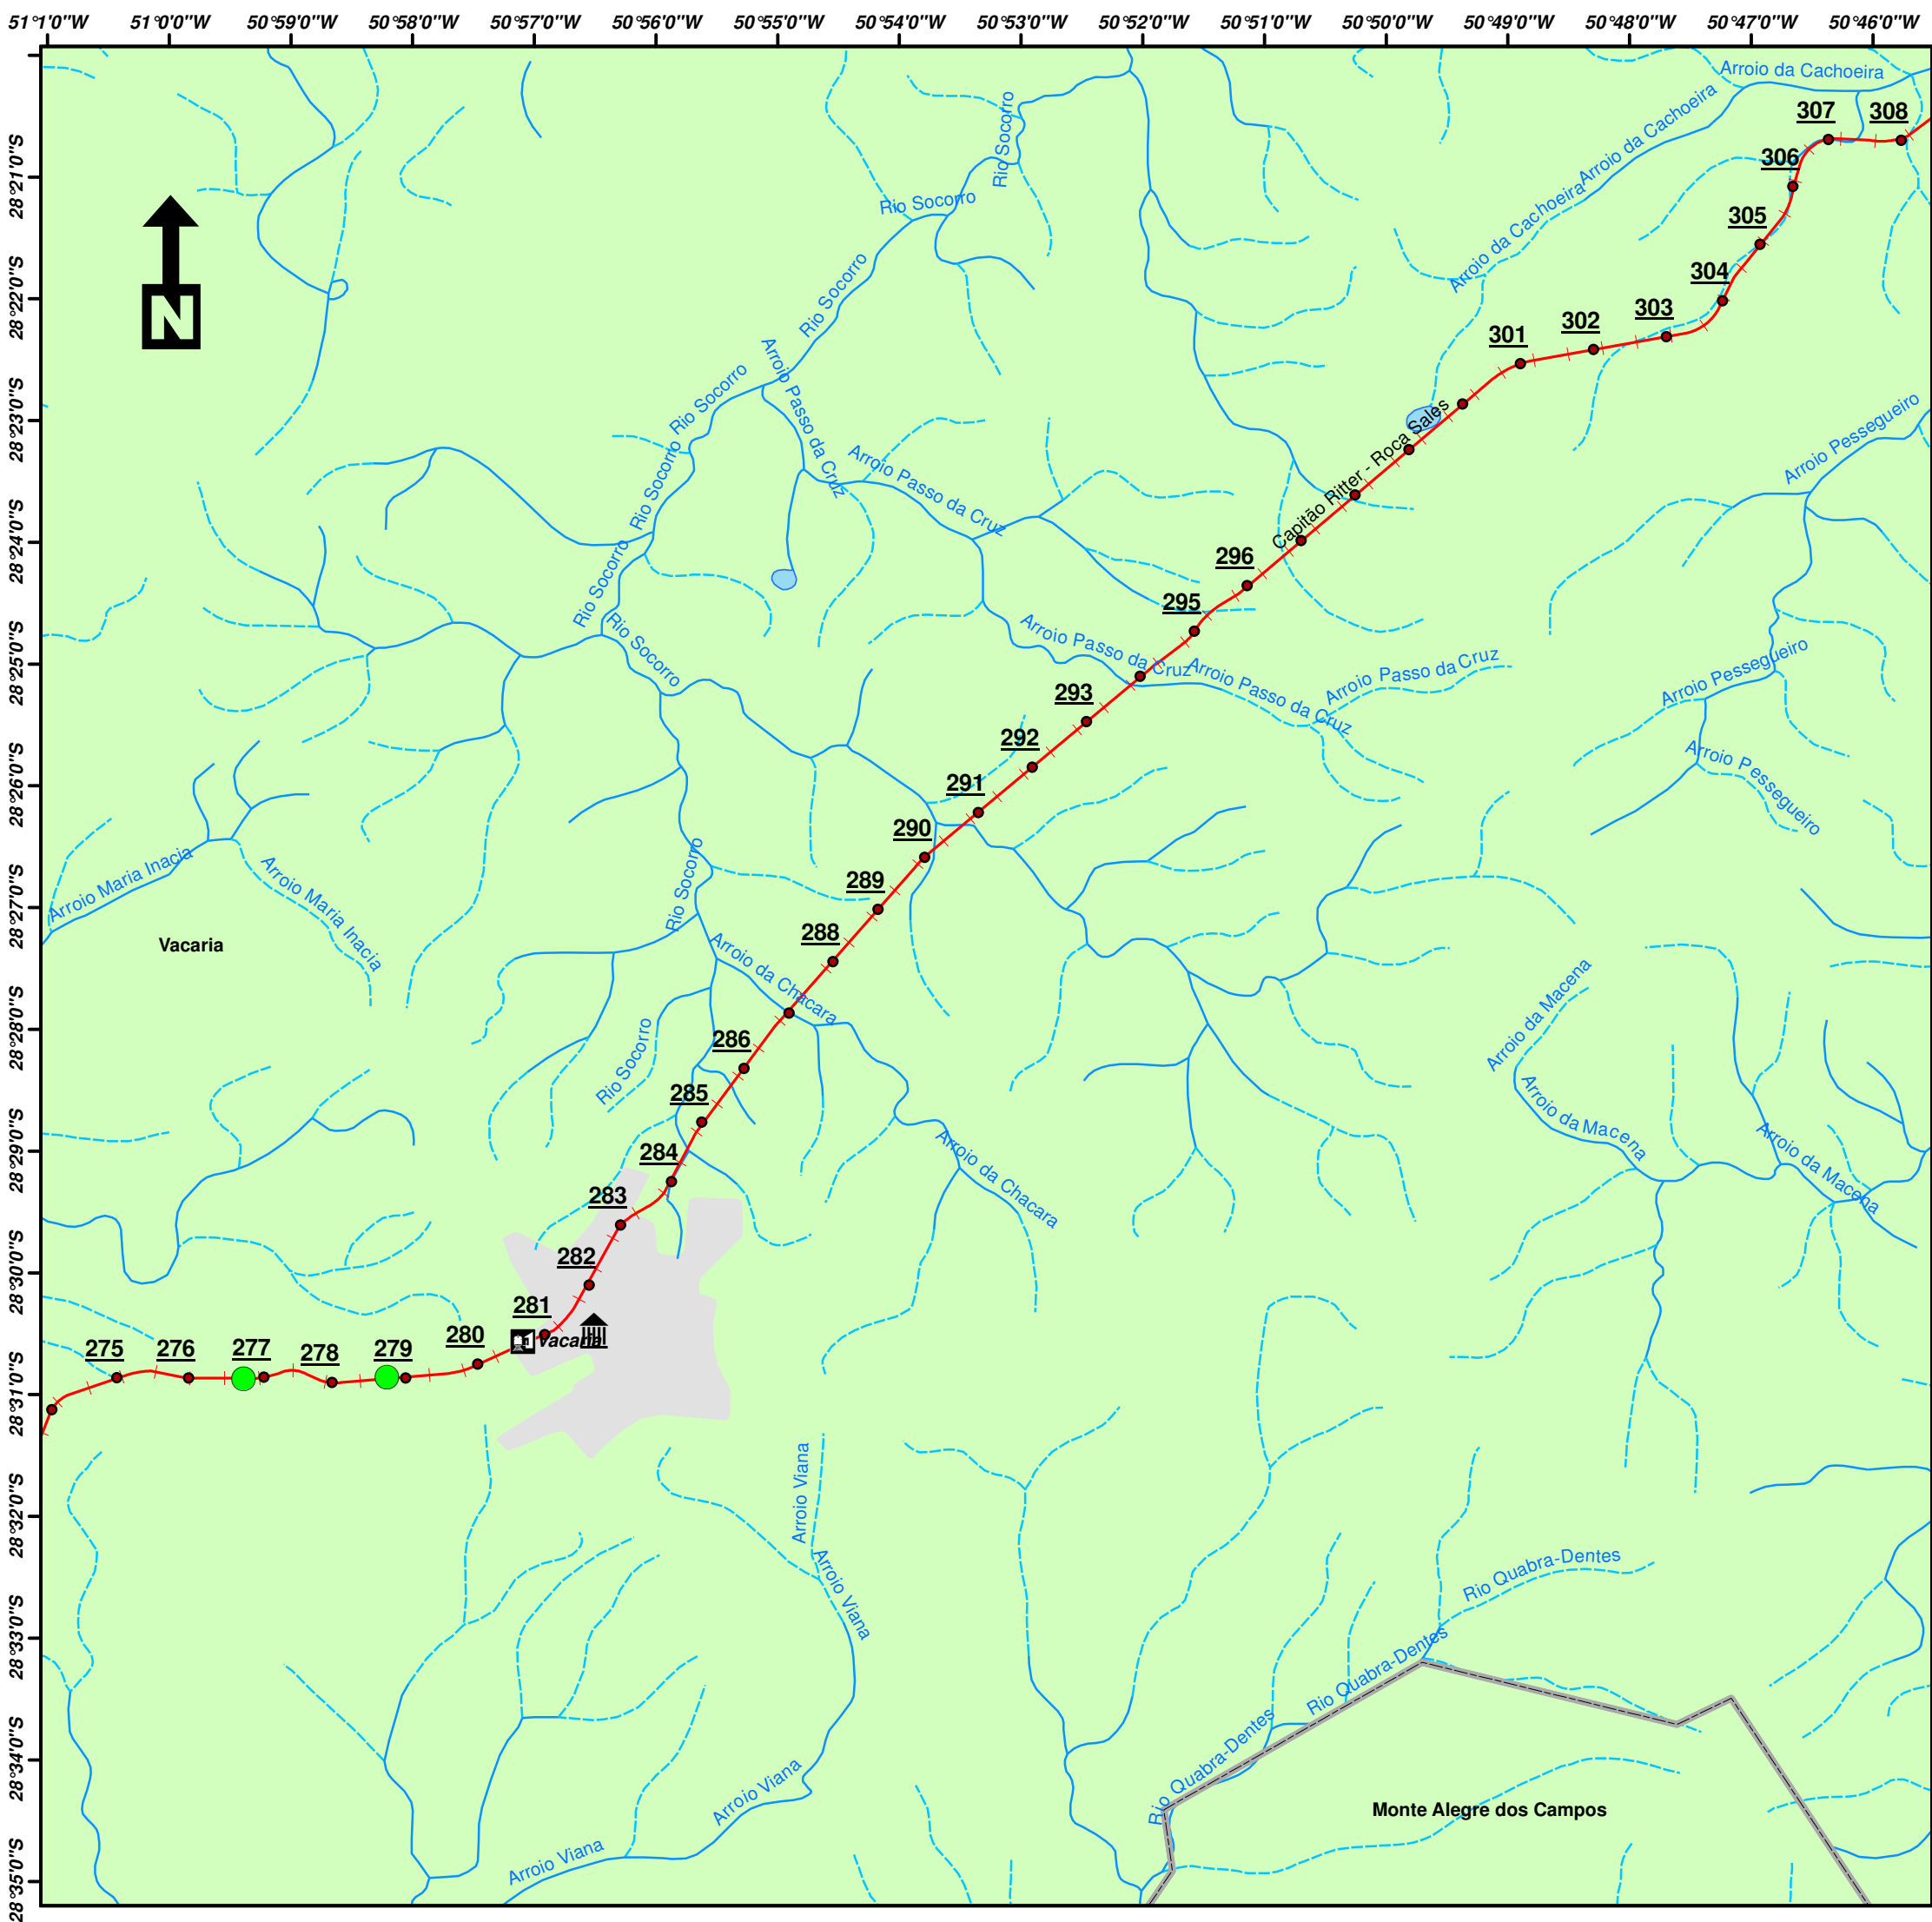 51°1'0"W 51°0'0"W 50°59'0"W 50°58'0"W 50°57'0"W 50°56'0"W 50°55'0"W 50°54'0"W 50°53'0"W 50°52'0"W 50°51'0"W 50°50'0"W 50°49'0"W 50°48'0"W 50°47'0"W 50°46'0"W
Arroio da Cachoeira
Arroio da Cachoeira
Arroio da Cachoeira
307
308
306
305
304
303
302
301
28°21'0"S
28°22'0"S
28°23'0"S
28°24'0"S
28°25'0"S
28°26'0"S
28°27'0"S
28°28'0"S
28°29'0"S
28°30'0"S
28°31'0"S
28°32'0"S
28°33'0"S
28°34'0"S
28°35'0"S
N
Rio Socorro
Rio Socorro
Rio Socorro
Rio Socorro
Rio Socorro
Rio Socorro
Rio Socorro
Rio Socorro
Rio Socorro
Arroio Passo da Cruz
Arroio Passo da Cruz
Arroio Passo da Cruz
Arroio Passo da Cruz
Arroio Passo da Cruz
Capitão Ritter - Roca Sales
Arroio Pessegueiro
Arroio Pessegueiro
Arroio Pessegueiro
296
295
293
292
291
290
289
288
286
285
284
283
282
281
280
279
278
277
276
275
Arroio Maria Inacia
Arroio Maria Inacia
Vacaria
Arroio da Chacara
Arroio da Chacara
Arroio da Macena
Arroio da Macena
Arroio da Macena
Vacaria
Arroio Viana
Arroio Viana
Arroio Viana
Arroio Viana
Rio Quabra-Dentes
Rio Quabra-Dentes
Rio Quabra-Dentes
Monte Alegre dos Campos